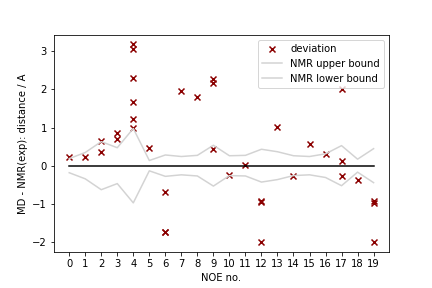 deviation
NMR upper bound
NMR lower bound
MD - NMR(exp): distance / A
3
2
1
0
−1
−2
0 1 2 3 4 5 6 7 8 9 10 11 12 13 14 15 16 17 18 19
NOE no.